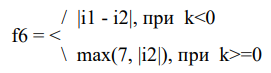 / |i1 - i2|, при k<0
f6 = <
\ max(7, |i2|), при k>=0